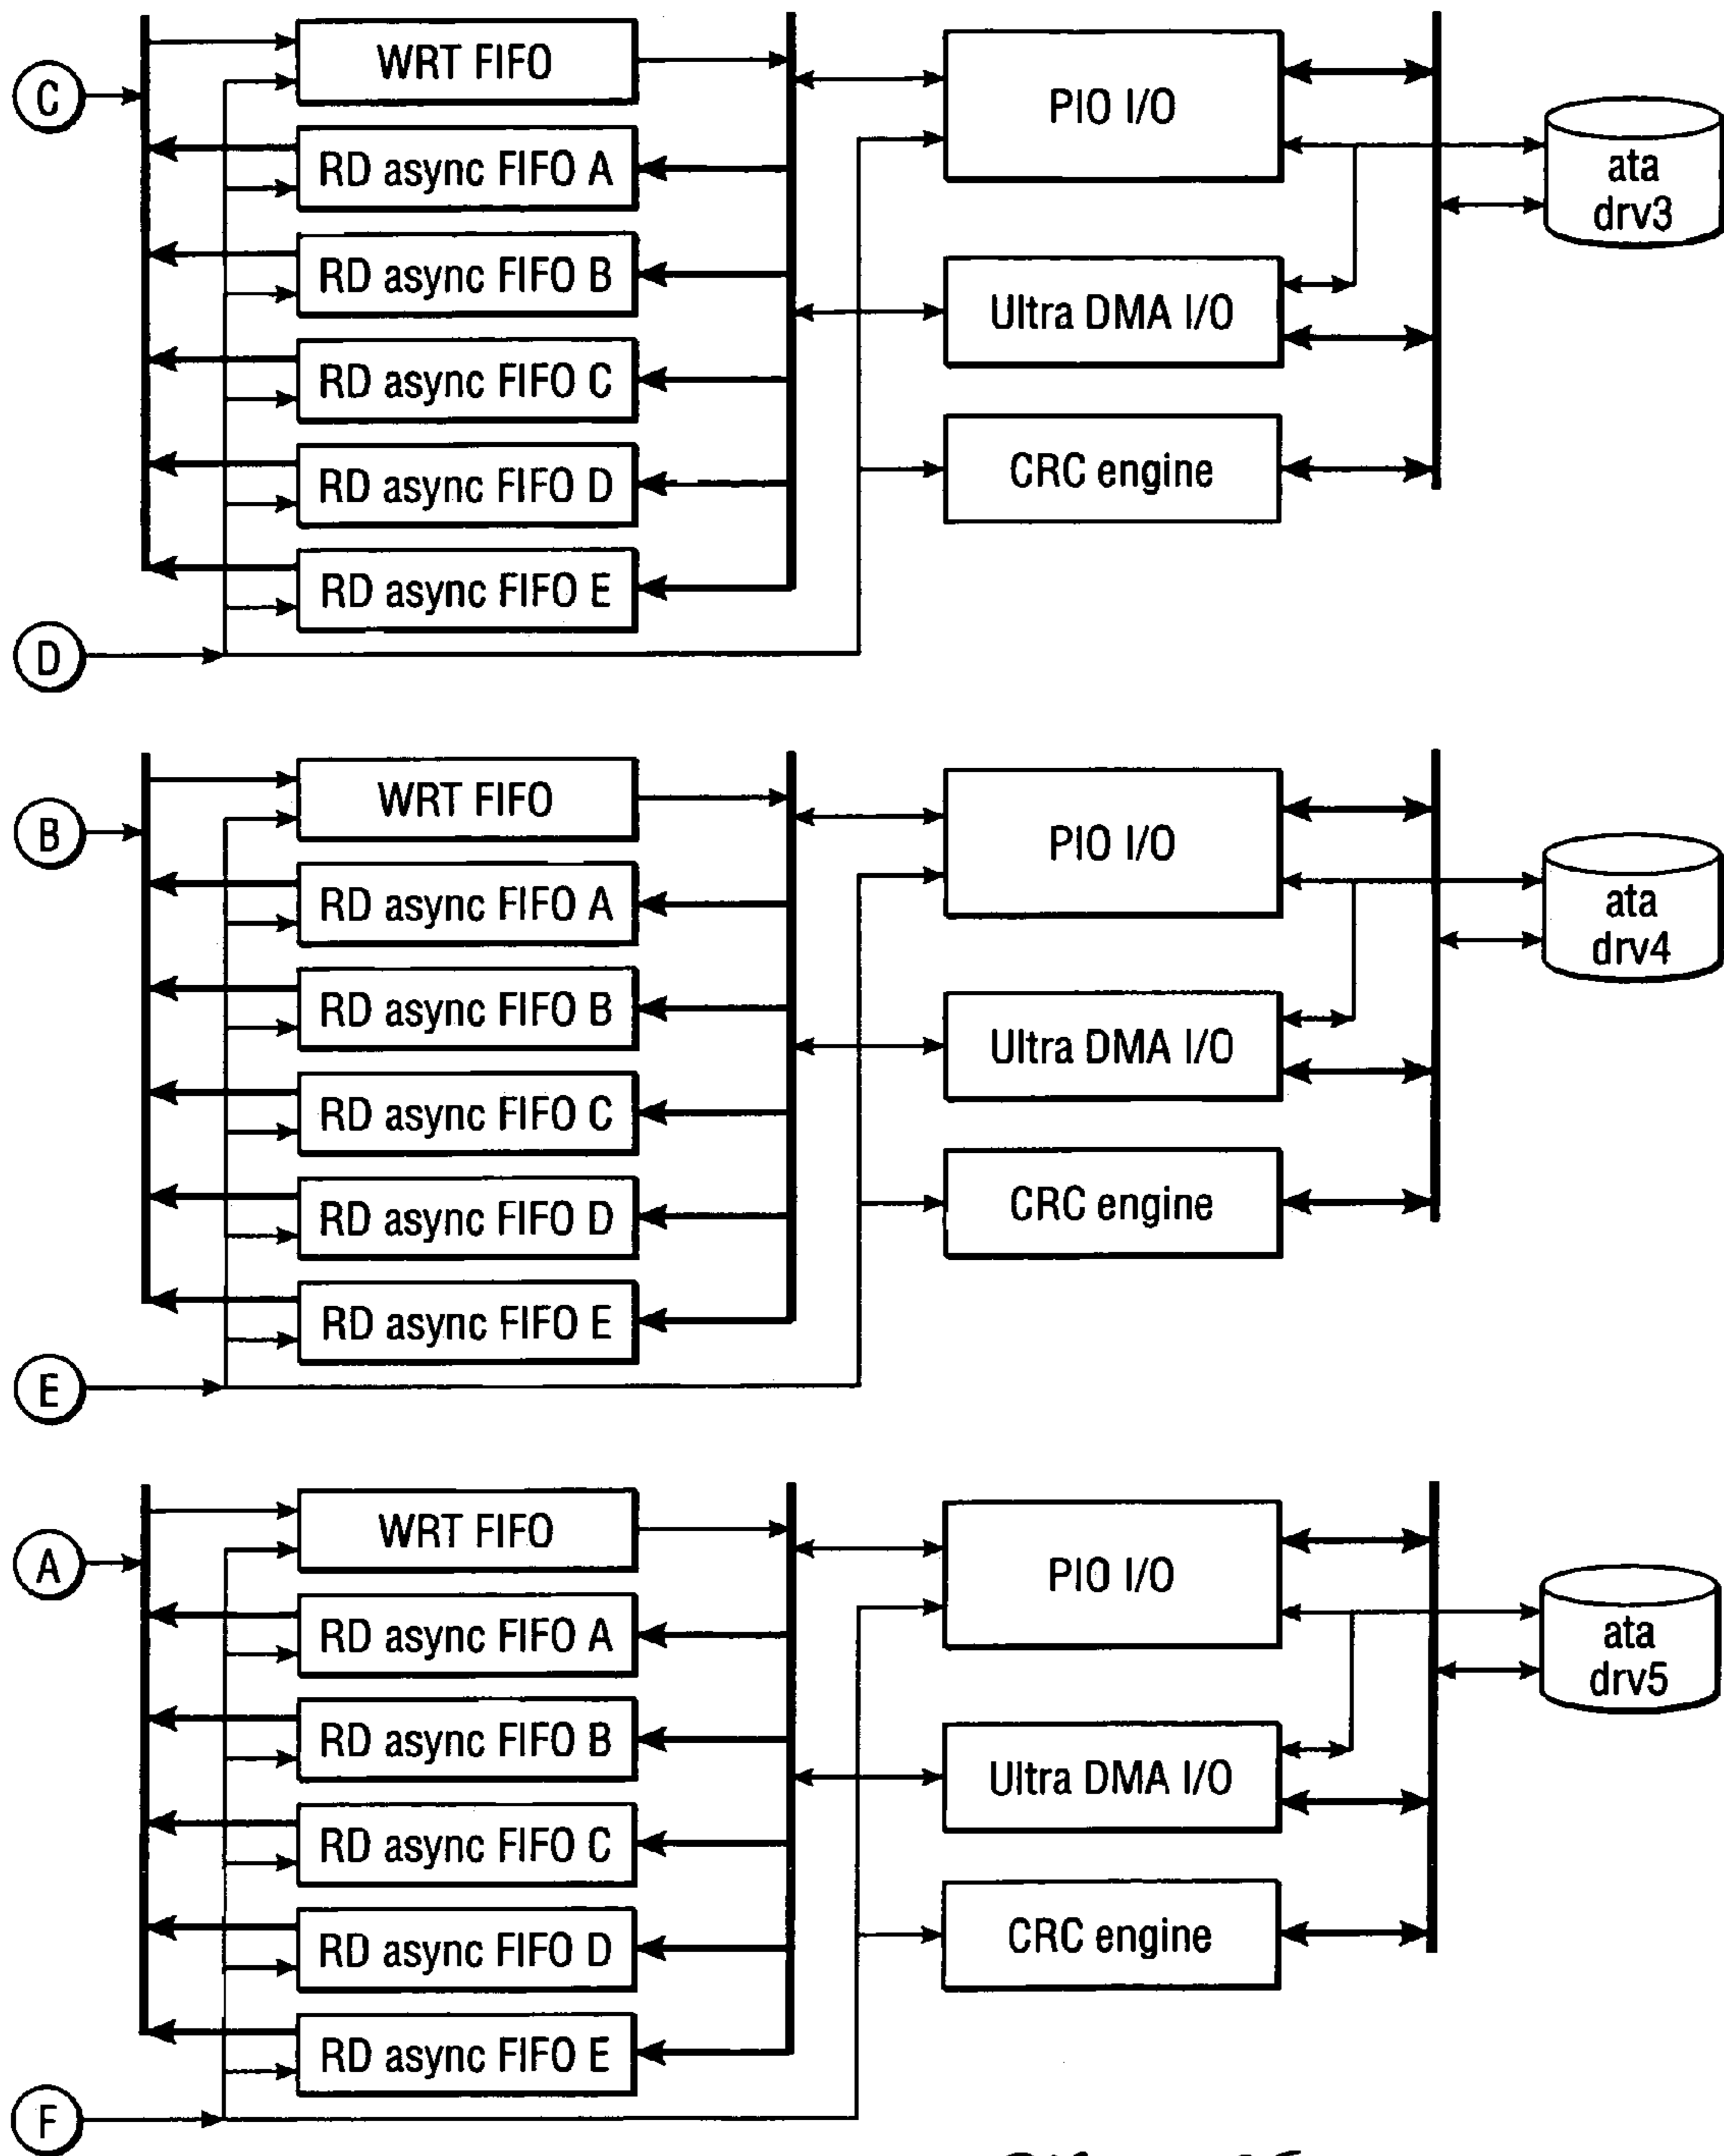 C
WRT FIFO
RD async FIFO A
RD async FIFO B
RD async FIFO C
RD async FIFO D
RD async FIFO E
D
PIO I/O
Ultra DMA I/O
CRC engine
ata
drv3
B
WRT FIFO
RD async FIFO A
RD async FIFO B
RD async FIFO C
RD async FIFO D
RD async FIFO E
E
PIO I/O
Ultra DMA I/O
CRC engine
ata
drv4
A
WRT FIFO
RD async FIFO A
RD async FIFO B
RD async FIFO C
RD async FIFO D
RD async FIFO E
F
PIO I/O
Ultra DMA I/O
CRC engine
ata
drv5